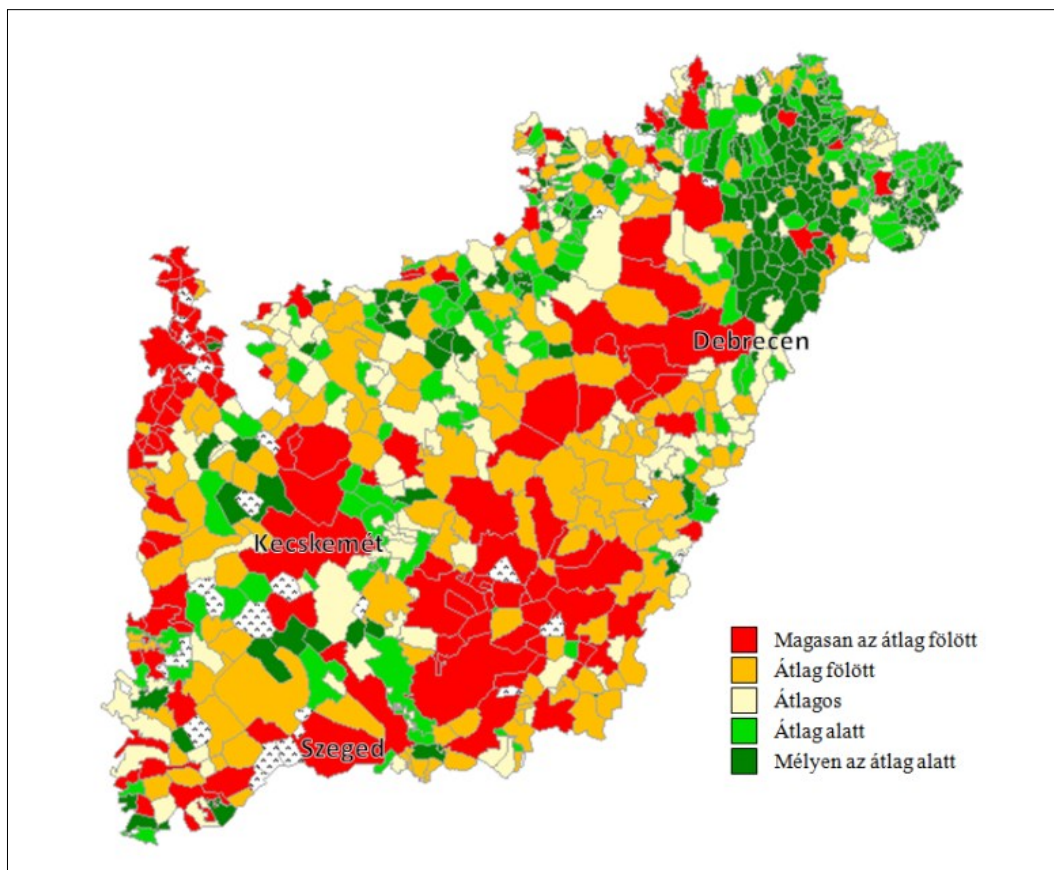 Debrecen
Kecskemét
Szeged
Magasan az átlag fölött
Átlag fölött
Átlagos
Átlag alatt
Mélyen az átlag alatt